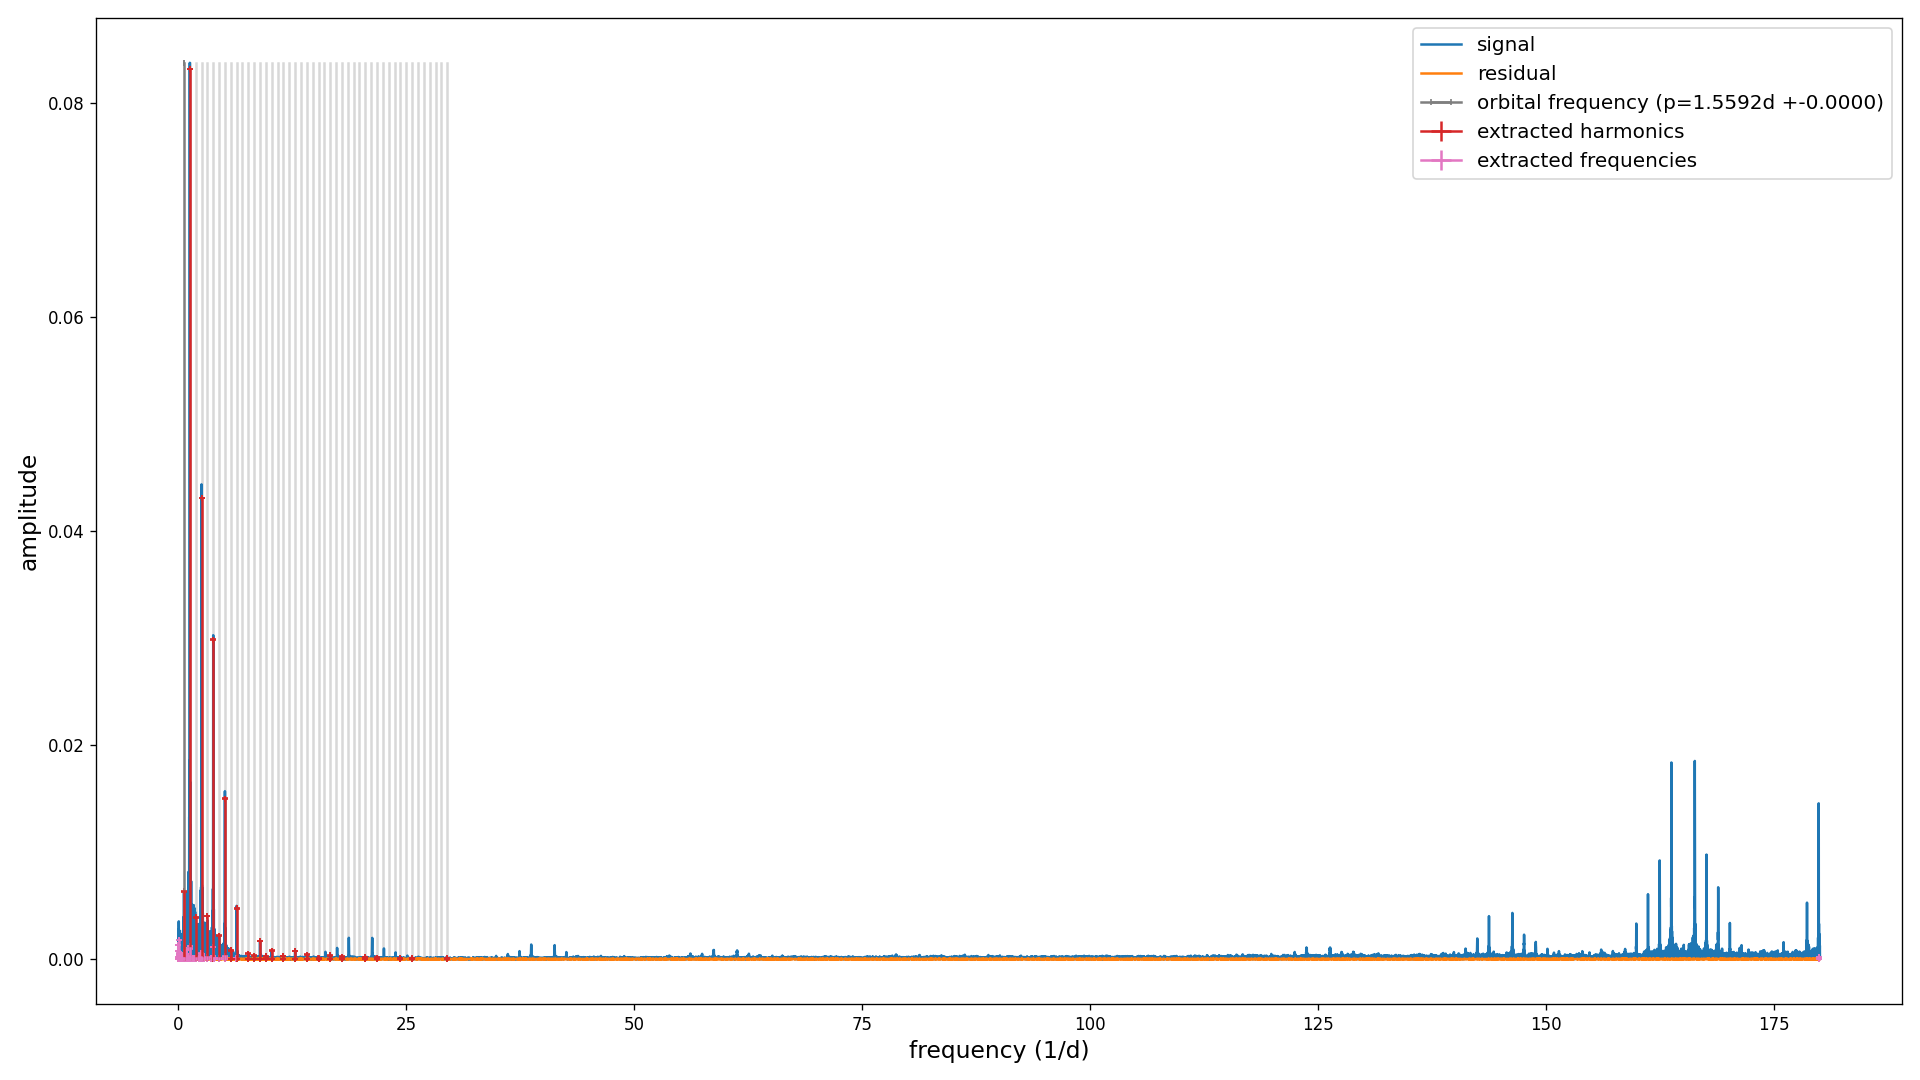 signal
residual
orbital frequency (p=1.5592d +-0.0000)
extracted harmonics
extracted frequencies
0.08
0.06
0.04
0.02
0.00
amplitude
0 25 50 75 100 125 150 175
frequency (1/d)